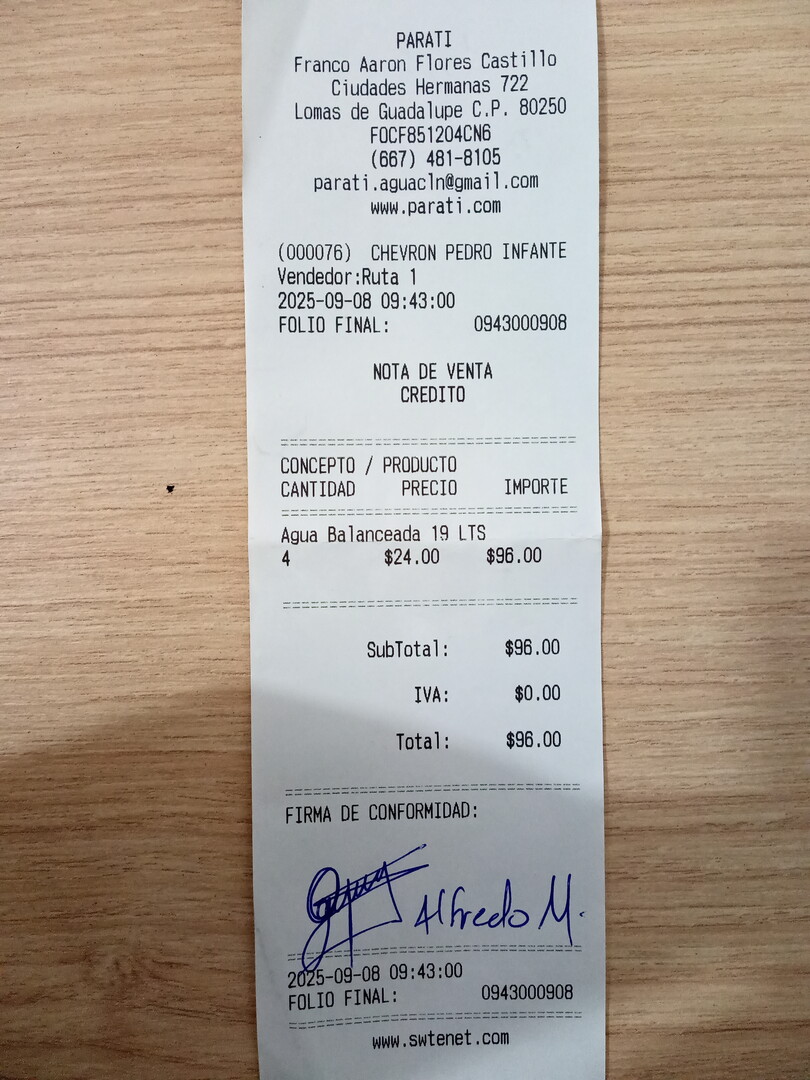 PARATI
Franco Aaron Flores Castillo
Ciudades Hermanas 722
Lomas de Guadalupe C.P. 80250
FOCF851204CN6
(667) 481-8105
parati.aguacln@gmail.com
www.parati.com
(000076) CHEVRON PEDRO INFANTE
Vendedor:Ruta 1
2025-09-08 09:43:00
FOLIO FINAL: 0943000908
NOTA DE VENTA
CREDITO
CONCEPTO / PRODUCTO
CANTIDAD PRECIO IMPORTE
Agua Balanceada 19 LTS
4 $24.00 $96.00
SubTotal: $96.00
IVA: $0.00
Total: $96.00
FIRMA DE CONFORMIDAD:
Alfredo M.
2025-09-08 09:43:00
FOLIO FINAL: 0943000908
www.swtenet.com